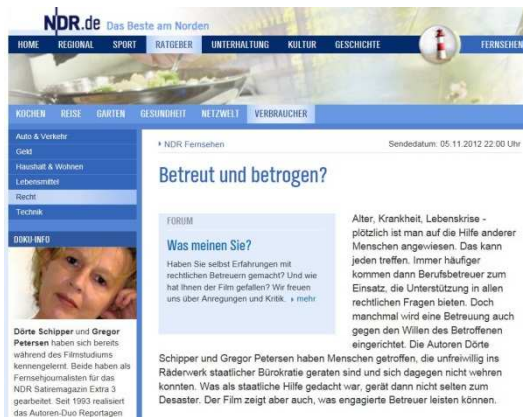 NDR.de Das Beste am Norden
HOME REGIONAL SPORT RATGEBER UNTERHALTUNG KULTUR GESCHICHTE FERNSEHEN
KOCHEN REISE GARTEN GESUNDHEIT NETZWELT VERBRAUCHER
Auto & Verkehr
Geld
Haushalt & Wohnen
Lebensmittel
Recht
Technik
DOKU-INFO
Dörte Schipper und Gregor
Petersen haben sich bereits
während des Filmstudiums
kennengelernt. Beide haben als
Fernsehjournalisten für das
NDR Satiremagazin Extra 3
gearbeitet. Seit 1993 realisiert
das Autoren-Duo Reportagen
NDR Fernsehen
Sendedatum: 05.11.2012 22:00 Uhr
Betreut und betrogen?
FORUM
Was meinen Sie?
Haben Sie selbst Erfahrungen mit
rechtlichen Betreuern gemacht? Und wie
hat Ihnen der Film gefallen? Wir freuen
uns über Anregungen und Kritik. mehr
Alter, Krankheit, Lebenskrise -
plötzlich ist man auf die Hilfe anderer
Menschen angewiesen. Das kann
jeden treffen. Immer häufiger
kommen dann Berufsbetreuer zum
Einsatz, die Unterstützung in allen
rechtlichen Fragen bieten. Doch
manchmal wird eine Betreuung auch
gegen den Willen des Betroffenen
eingerichtet. Die Autoren Dörte
Schipper und Gregor Petersen haben Menschen getroffen, die unfreiwillig ins
Räderwerk staatlicher Bürokratie geraten sind und sich dagegen nicht wehren
konnten. Was als staatliche Hilfe gedacht war, gerät dann nicht selten zum
Desaster. Der Film zeigt aber auch, was engagierte Betreuer leisten können.